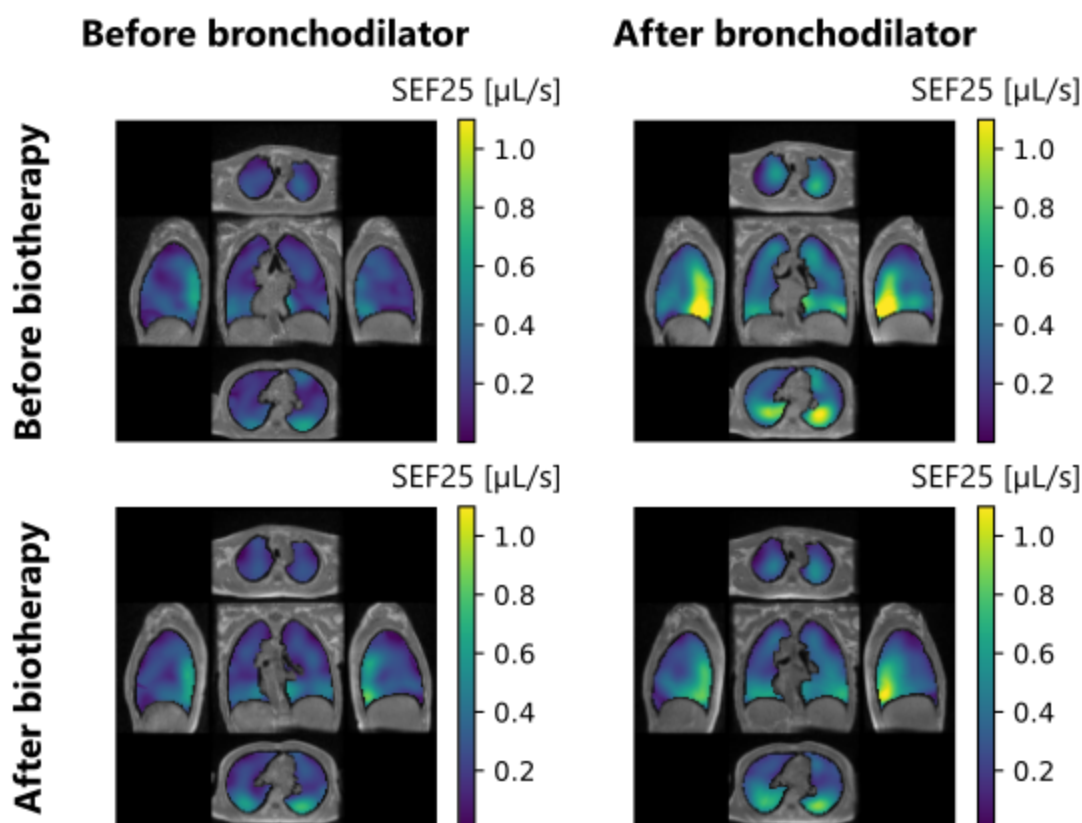 Before bronchodilator
After bronchodilator
Before biotherapy
SEF25 [μL/s]
1.0
0.8
0.6
0.4
0.2
SEF25 [μL/s]
1.0
0.8
0.6
0.4
0.2
After biotherapy
SEF25 [μL/s]
1.0
0.8
0.6
0.4
0.2
SEF25 [μL/s]
1.0
0.8
0.6
0.4
0.2